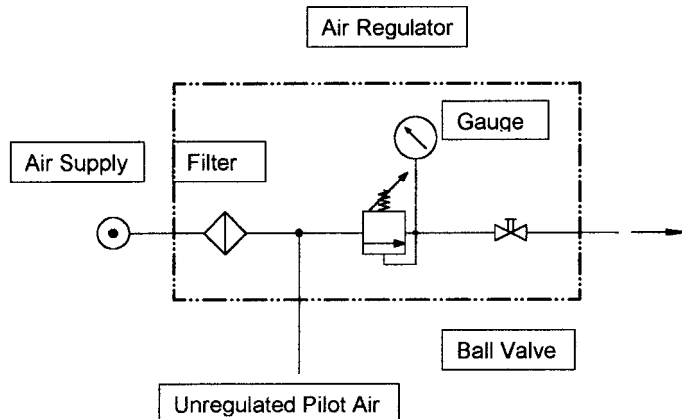 Air Regulator
Gauge
Air Supply
Filter
Ball Valve
Unregulated Pilot Air